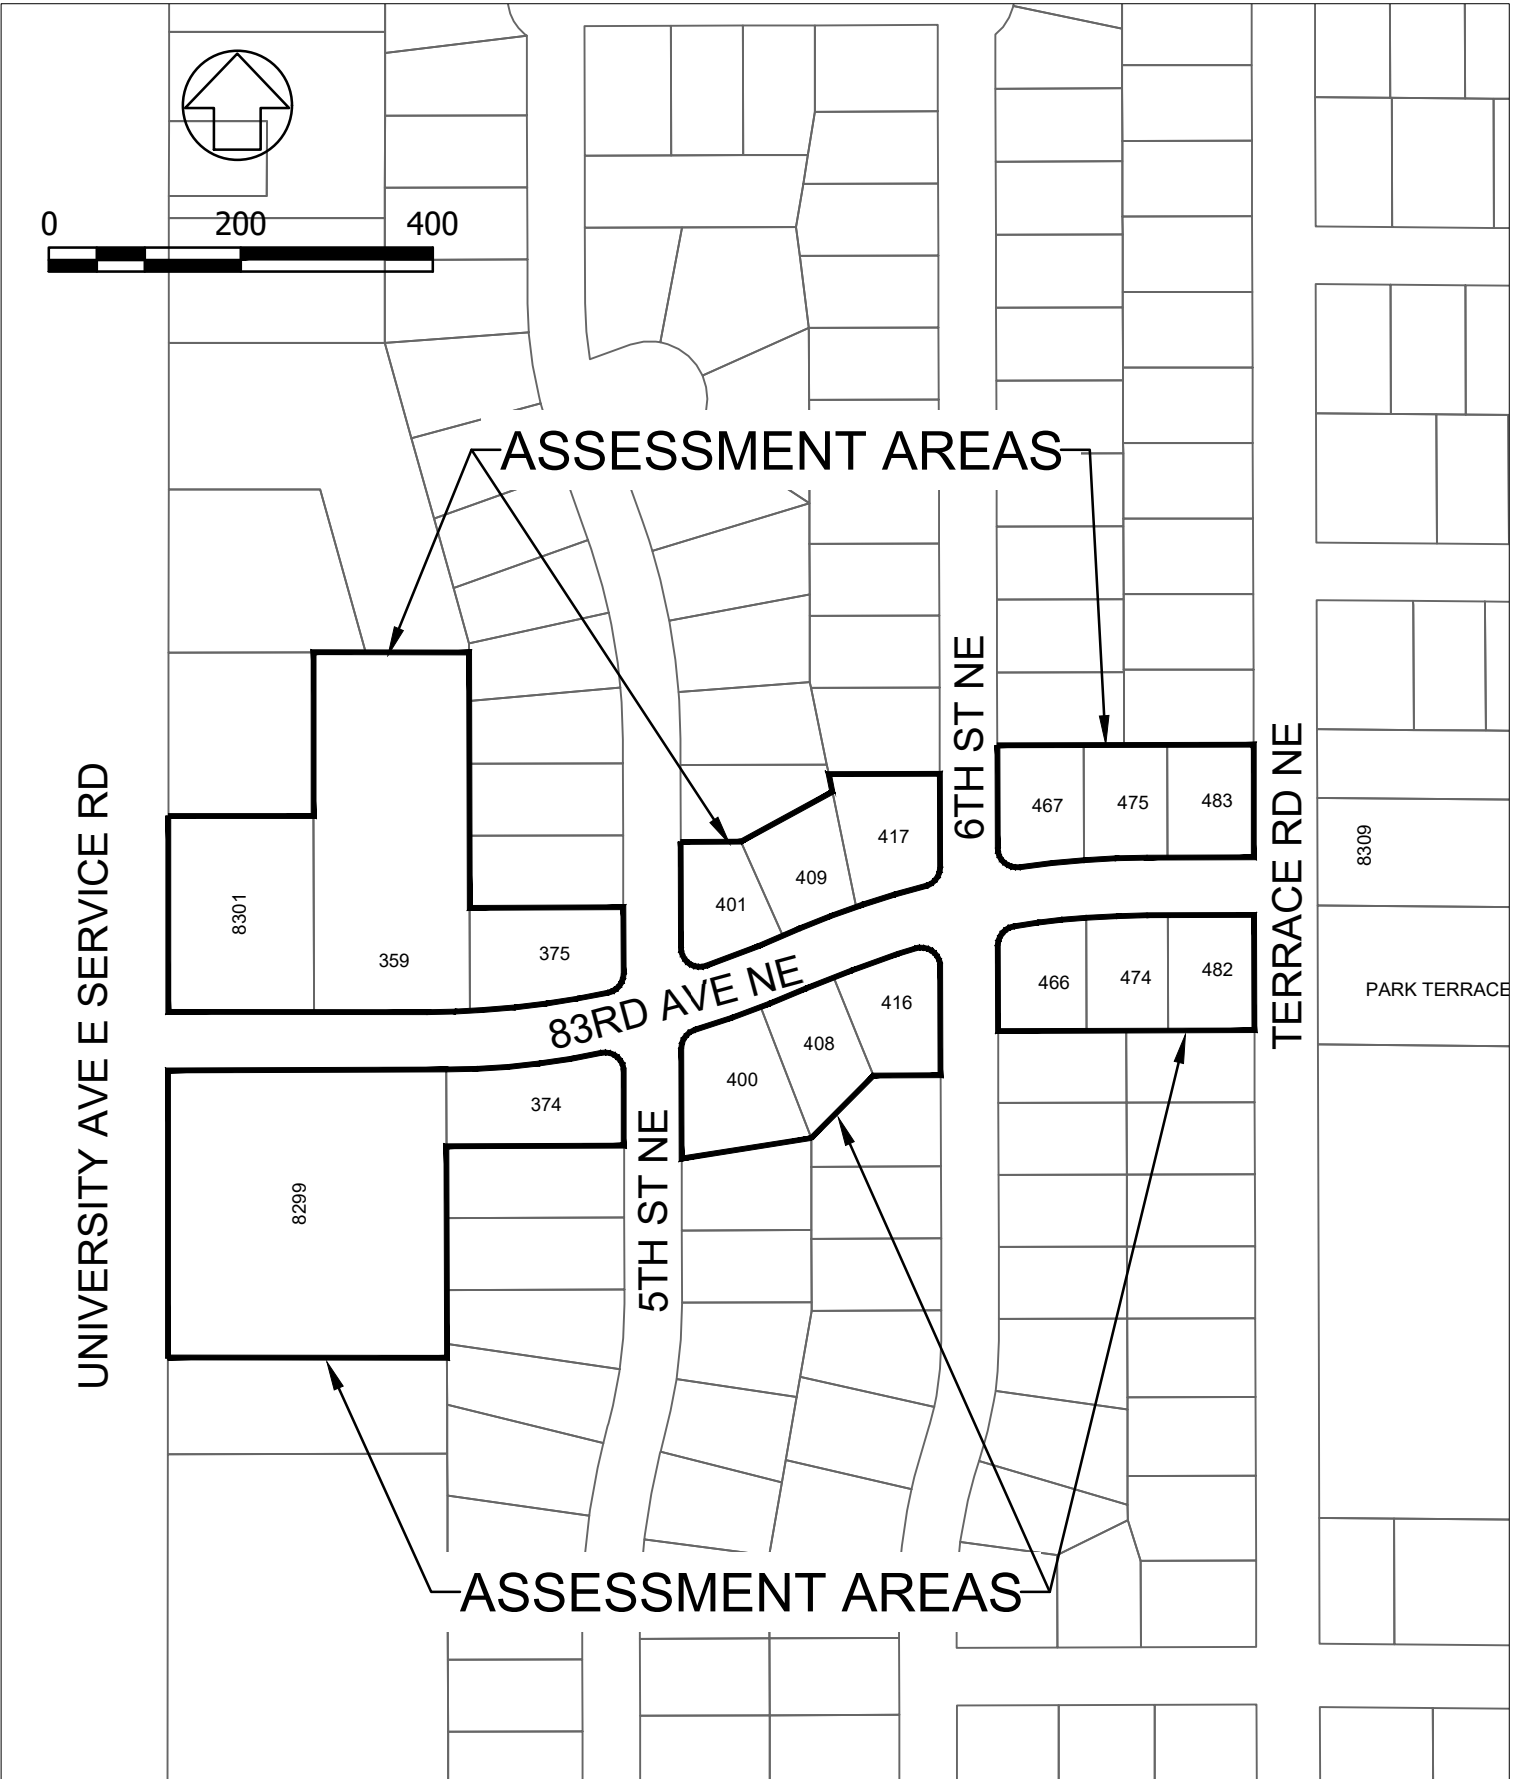 0 200 400
ASSESSMENT AREAS
6TH ST NE
UNIVERSITY AVE E SERVICE RD
TERRACE RD NE
467 475 483
417
8309
409
401
8301
359
375
83RD AVE NE
466 474 482
PARK TERRACE
416
408
400
374
5TH ST NE
8299
ASSESSMENT AREAS